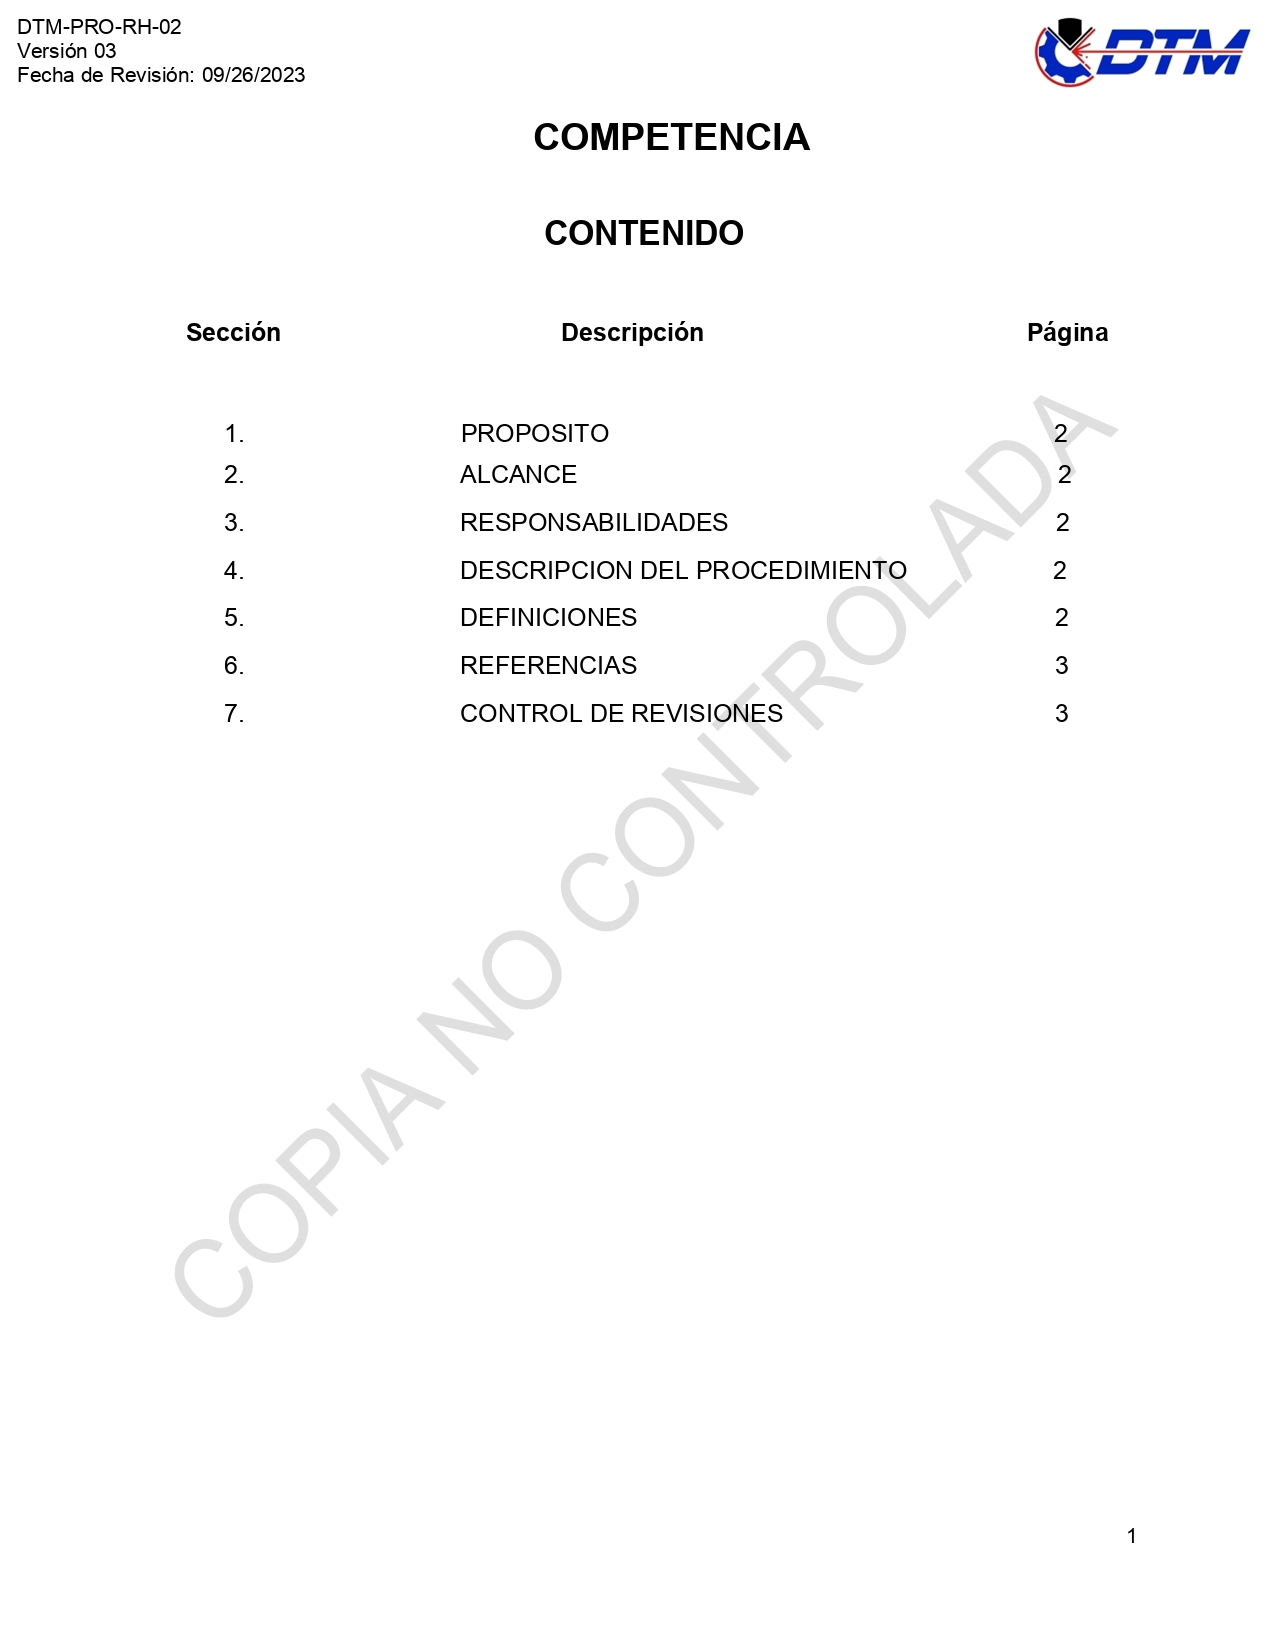 DTM-PRO-RH-02
Versión 03
Fecha de Revisión: 09/26/2023
DTM
COMPETENCIA
CONTENIDO
Sección Descripción Página
1. PROPOSITO 2
2. ALCANCE 2
3. RESPONSABILIDADES 2
4. DESCRIPCION DEL PROCEDIMIENTO 2
5. DEFINICIONES 2
6. REFERENCIAS 3
7. CONTROL DE REVISIONES 3
COPIA NO CONTROLADA
1